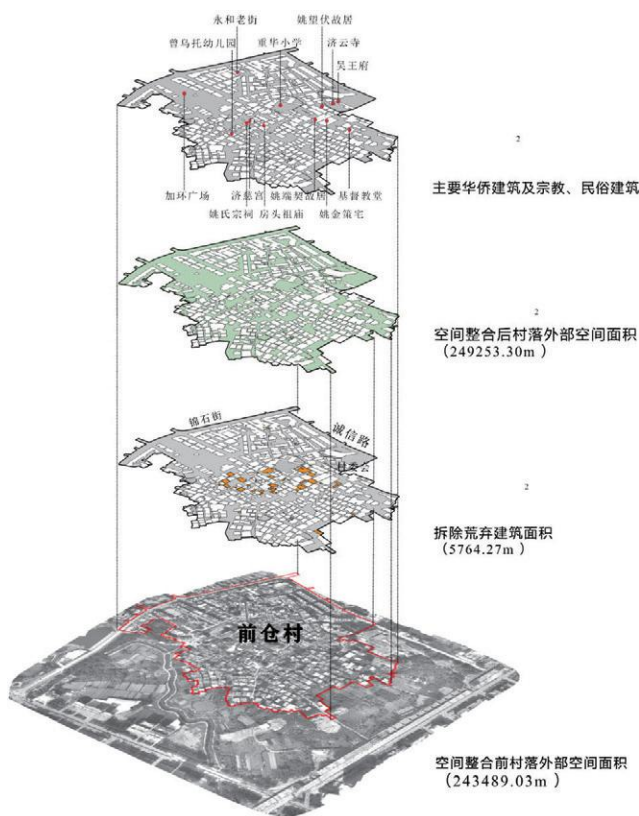 永和老街
姚望伏故居
曾乌托幼儿园
重华小学
济云寺
吴王府
加环广场
济慈宫
姚端契故居
基督教堂
姚氏宗祠
房头祖庙
姚金策宅
2
主要华侨建筑及宗教、民俗建筑
2
空间整合后村落外部空间面积
(249253.30m )
锦石街
诚信路
村委会
2
拆除荒弃建筑面积
(5764.27m )
前仓村
空间整合前村落外部空间面积
(243489.03m )